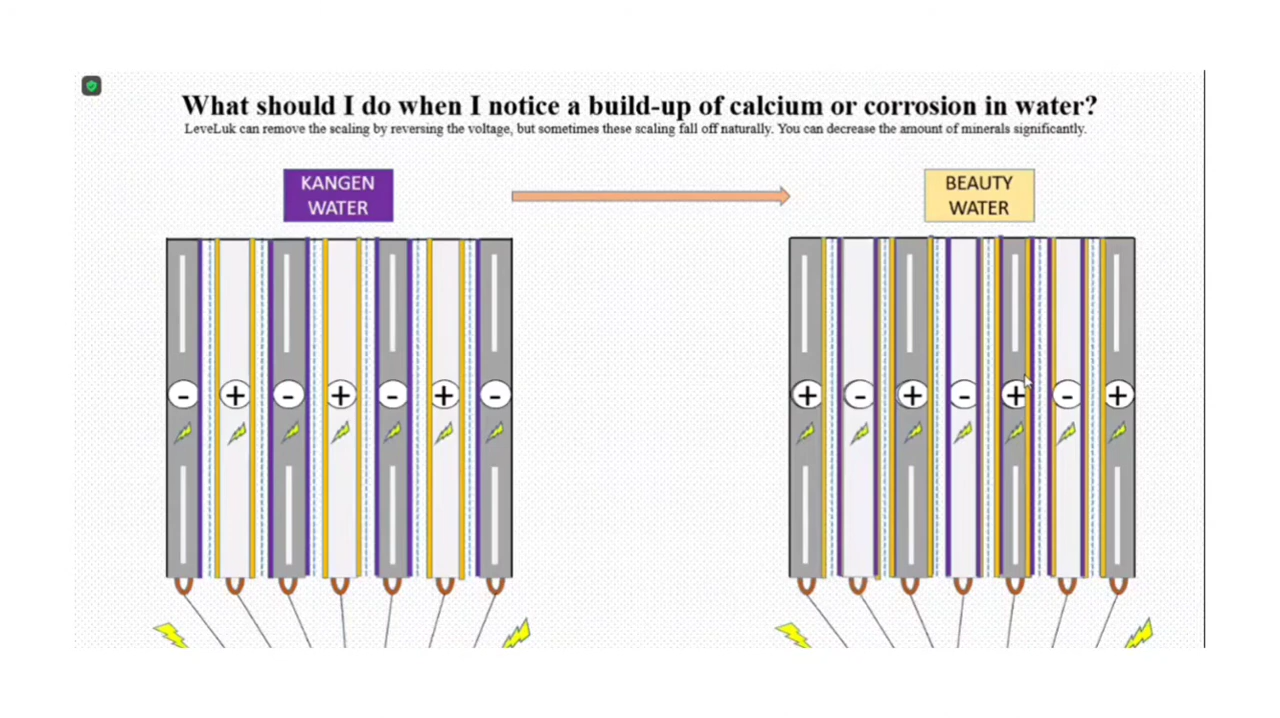 What should I do when I notice a build-up of calcium or corrosion in water?
LeveLuk can remove the scaling by reversing the voltage, but sometimes these scaling fall off naturally. You can decrease the amount of minerals significantly.
KANGEN
WATER
BEAUTY
WATER
- + - + - + -
+ - + - + - +